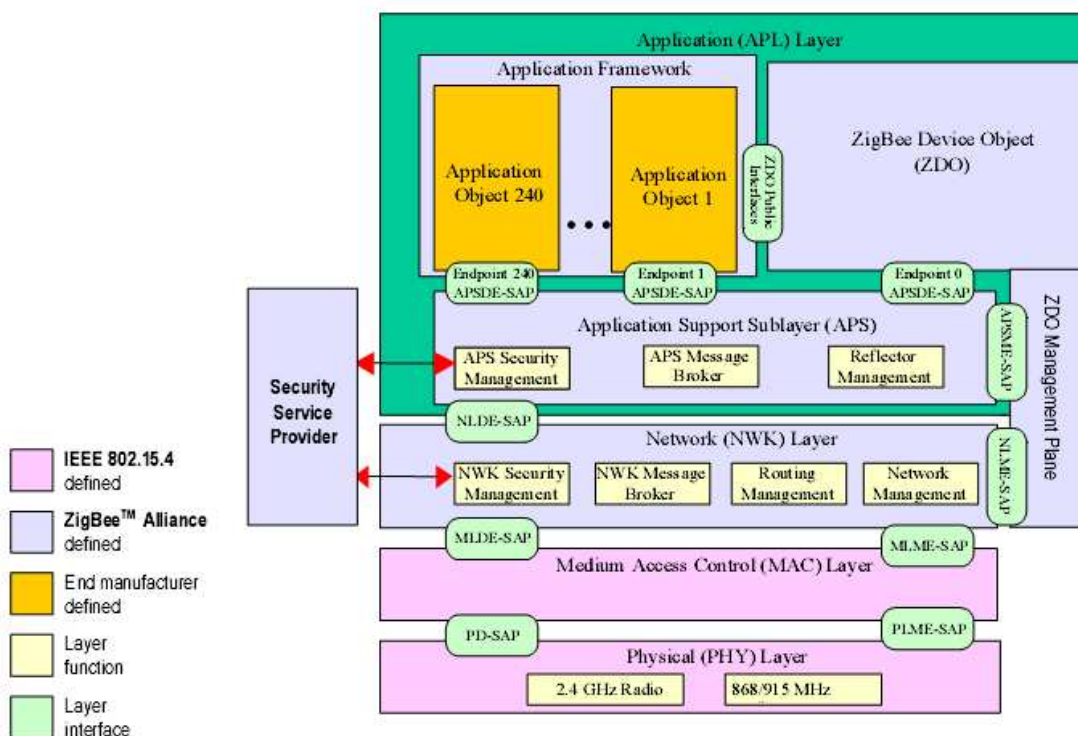 Application (APL) Layer
Application Framework
Application
Object 240
• • •
Application
Object 1
ZDO Public
Interfaces
ZigBee Device Object
(ZDO)
Endpoint 240
APSDE-SAP
Endpoint 1
APSDE-SAP
Endpoint 0
APSDE-SAP
Application Support Sublayer (APS)
APS Security
Management
APS Message
Broker
Reflector
Management
APSME-SAP
ZDO Management Plane
Security
Service
Provider
NLDE-SAP
Network (NWK) Layer
NWK Security
Management
NWK Message
Broker
Routing
Management
Network
Management
NLME-SAP
MLDE-SAP
MLME-SAP
Medium Access Control (MAC) Layer
PD-SAP
PLME-SAP
Physical (PHY) Layer
2.4 GHz Radio
868/915 MHz
IEEE 802.15.4
defined
ZigBee™ Alliance
defined
End manufacturer
defined
Layer
function
Layer
interface